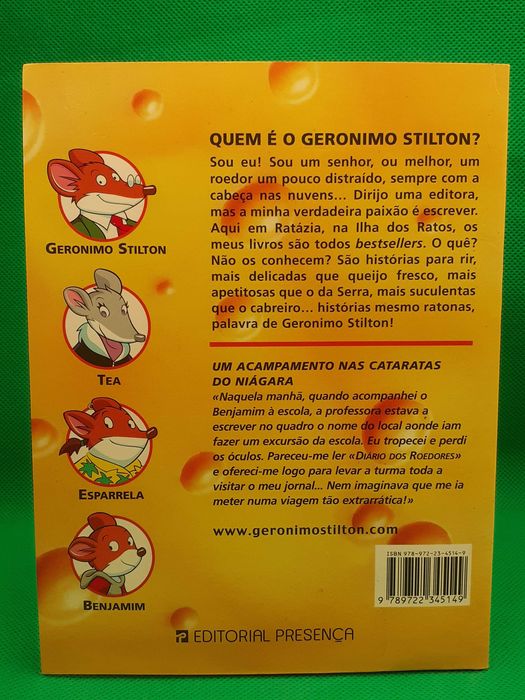 GERONIMO STILTON
TEA
ESPARRELA
BENJAMIM
QUEM É O GERONIMO STILTON?
Sou eu! Sou um senhor, ou melhor, um
roedor um pouco distraído, sempre com a
cabeça nas nuvens... Dirijo uma editora,
mas a minha verdadeira paixão é escrever.
Aqui em Ratázia, na Ilha dos Ratos, os
meus livros são todos bestsellers. O quê?
Não os conhecem? São histórias para rir,
mais delicadas que queijo fresco, mais
apetitosas que o da Serra, mais suculentas
que o cabreiro... histórias mesmo ratonas,
palavra de Geronimo Stilton!
UM ACAMPAMENTO NAS CATARATAS
DO NIÁGARA
«Naquela manhã, quando acompanhei o
Benjamim à escola, a professora estava a
escrever no quadro o nome do local aonde iam
fazer um excursão da escola. Eu tropecei e perdi
os óculos. Pareceu-me ler «DIÁRIO DOS ROEDORES»
e ofereci-me logo para levar a turma toda a
visitar o meu jornal... Nem imaginava que me ia
meter numa viagem tão extrarrática!»
www.geronimostilton.com
ISBN 978-972-23-4514-9
9 789722 345149
EDITORIAL PRESENÇA